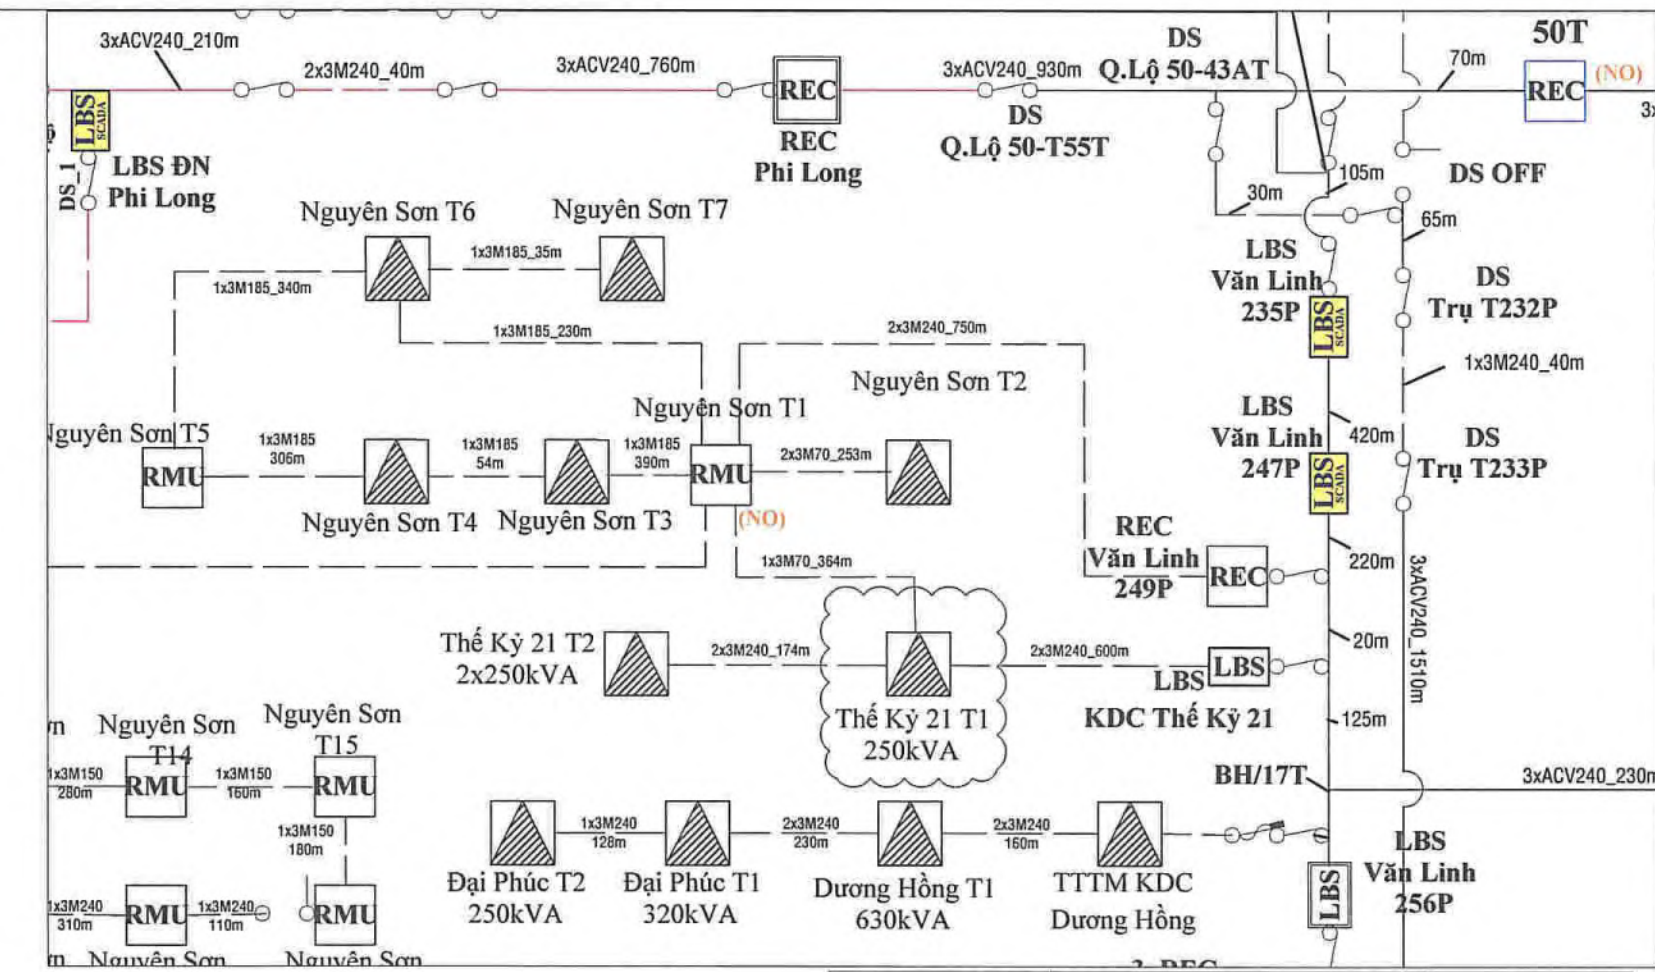 3xACV240_210m
2x3M240_40m
3xACV240_760m
REC
REC
Phi Long
3xACV240_930m
DS
Q.Lộ 50-43AT
DS
Q.Lộ 50-T55T
70m
50T
REC
(NO)
LBS
SCADA
DS_1
LBS ĐN
Phi Long
30m
105m
DS OFF
65m
Nguyên Sơn T6
Nguyên Sơn T7
1x3M185_35m
1x3M185_340m
1x3M185_230m
2x3M240_750m
LBS
Văn Linh
235P
LBS
SCADA
DS
Trụ T232P
1x3M240_40m
Nguyên Sơn T2
Nguyên Sơn T1
guyên Sơn T5
RMU
1x3M185
306m
1x3M185
54m
1x3M185
390m
RMU
2x3M70_253m
Nguyên Sơn T4
Nguyên Sơn T3
(NO)
LBS
Văn Linh
247P
LBS
SCADA
420m
DS
Trụ T233P
1x3M70_364m
REC
Văn Linh
249P
REC
220m
3xACV240_1510m
Thế Kỷ 21 T2
2x250kVA
2x3M240_174m
2x3M240_600m
LBS
LBS
KDC Thế Kỷ 21
20m
Thế Kỷ 21 T1
250kVA
125m
Nguyên Sơn
T14
Nguyên Sơn
T15
1x3M150
280m
RMU
1x3M150
160m
RMU
BH/17T
3xACV240_230m
1x3M150
180m
1x3M240
128m
2x3M240
230m
2x3M240
160m
Đại Phúc T2
250kVA
Đại Phúc T1
320kVA
Dương Hồng T1
630kVA
TTTM KDC
Dương Hồng
LBS
Văn Linh
256P
LBS
1x3M240
310m
RMU
1x3M240
110m
RMU
Nguyên Sơn
Nguyên Sơn